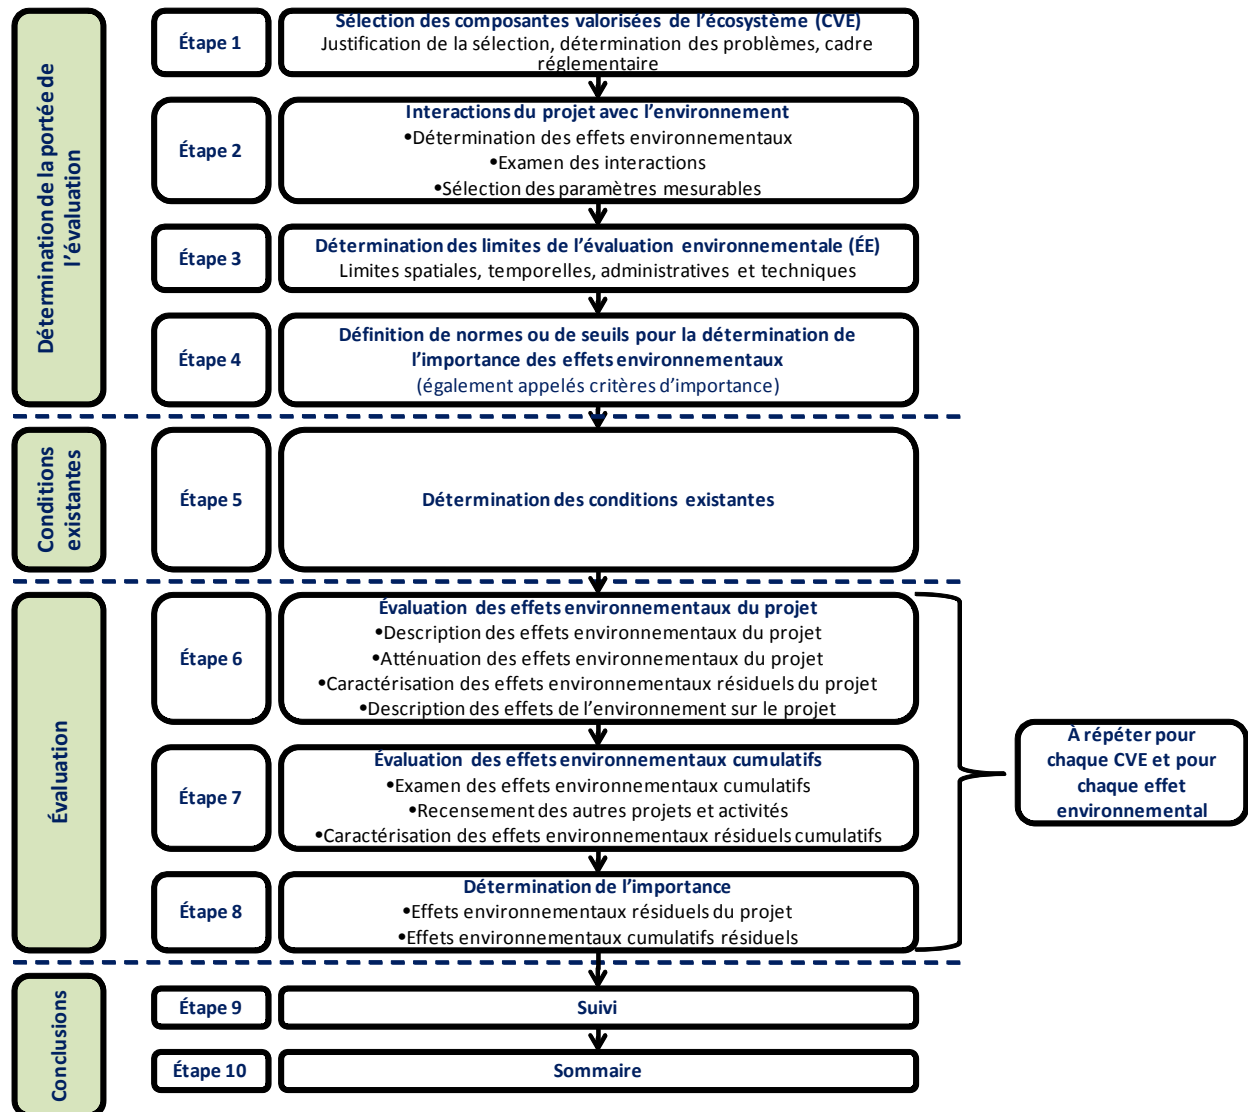 Détermination de la portée de
l'évaluation
Étape 1
Sélection des composantes valorisées de l'écosystème (CVE)
Justification de la sélection, détermination des problèmes, cadre
réglementaire
Étape 2
Interactions du projet avec l'environnement
•Détermination des effets environnementaux
•Examen des interactions
•Sélection des paramètres mesurables
Étape 3
Détermination des limites de l'évaluation environnementale (ÉE)
Limites spatiales, temporelles, administratives et techniques
Étape 4
Définition de normes ou de seuils pour la détermination de
l'importance des effets environnementaux
(également appelés critères d'importance)
Conditions
existantes
Étape 5
Détermination des conditions existantes
Évaluation
Étape 6
Évaluation des effets environnementaux du projet
•Description des effets environnementaux du projet
•Atténuation des effets environnementaux du projet
•Caractérisation des effets environnementaux résiduels du projet
•Description des effets de l'environnement sur le projet
Étape 7
Évaluation des effets environnementaux cumulatifs
•Examen des effets environnementaux cumulatifs
•Recensement des autres projets et activités
•Caractérisation des effets environnementaux résiduels cumulatifs
Étape 8
Détermination de l'importance
•Effets environnementaux résiduels du projet
•Effets environnementaux cumulatifs résiduels
À répéter pour
chaque CVE et pour
chaque effet
environnemental
Conclusions
Étape 9
Suivi
Étape 10
Sommaire